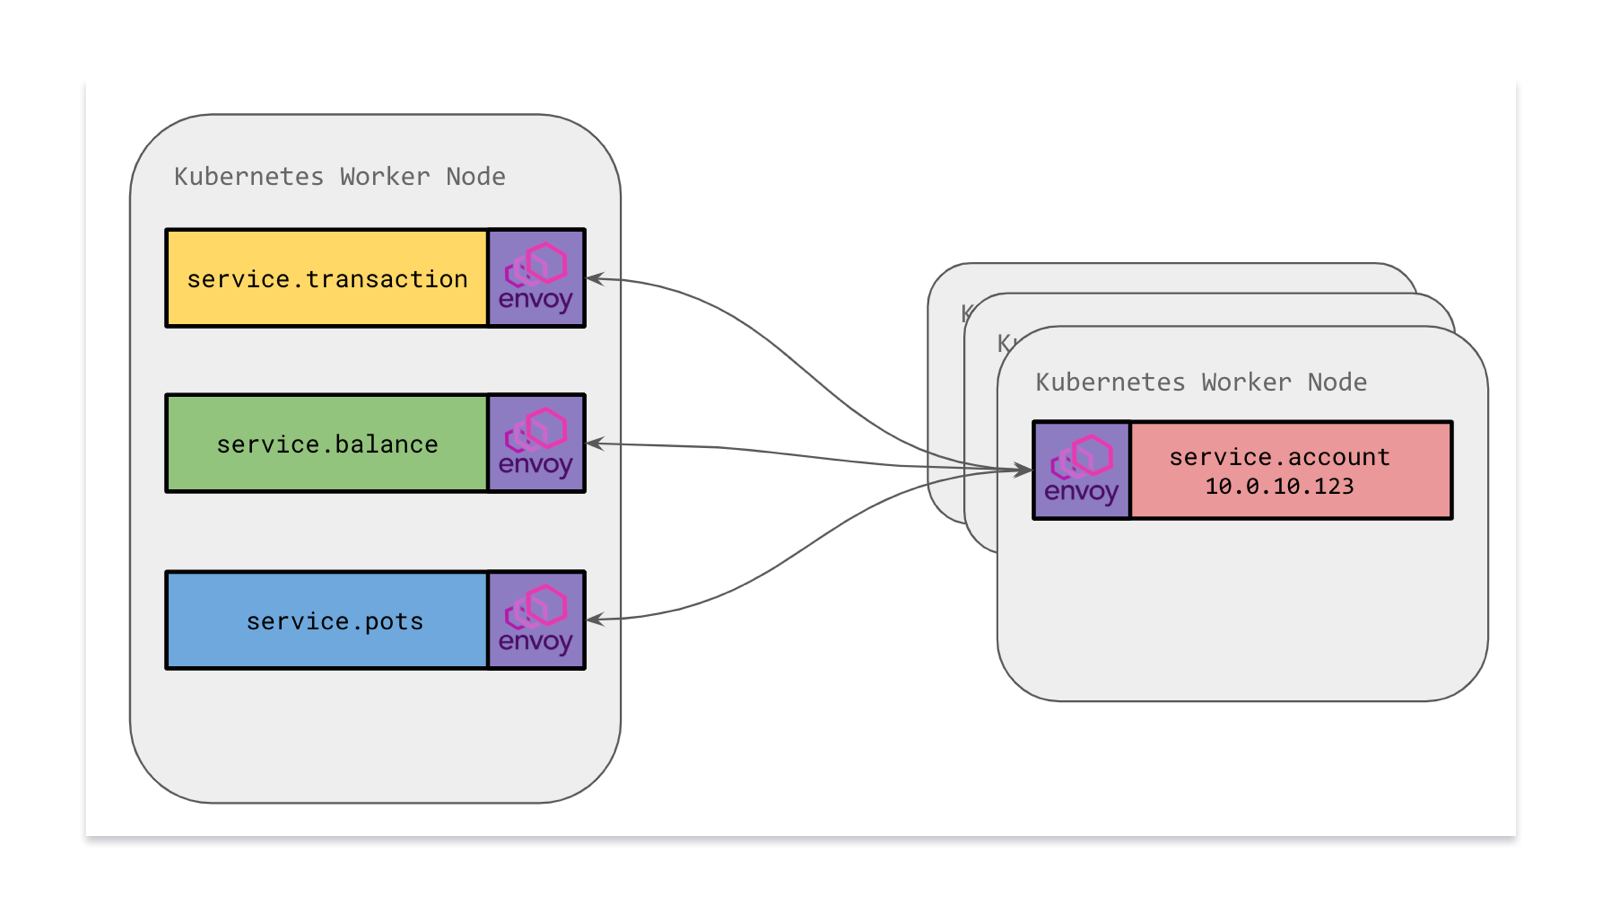 Kubernetes Worker Node
service.transaction
envoy
service.balance
envoy
service.pots
envoy
K
Ku
Kubernetes Worker Node
envoy
service.account
10.0.10.123